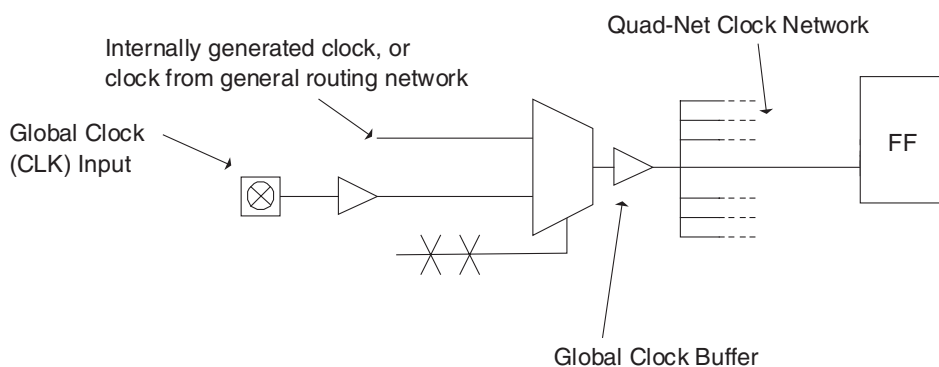 Quad-Net Clock Network
Internally generated clock, or
clock from general routing network
Global Clock
(CLK) Input
FF
Global Clock Buffer